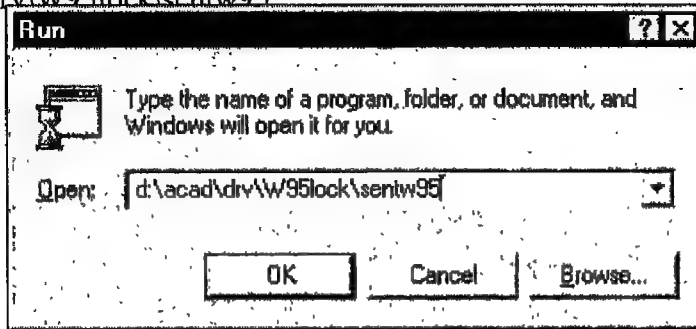 Run
Type the name of a program, folder, or document, and
Windows will open it for you.
Open: d:\acad\drv\W95lock\sentw95
OK Cancel Browse...